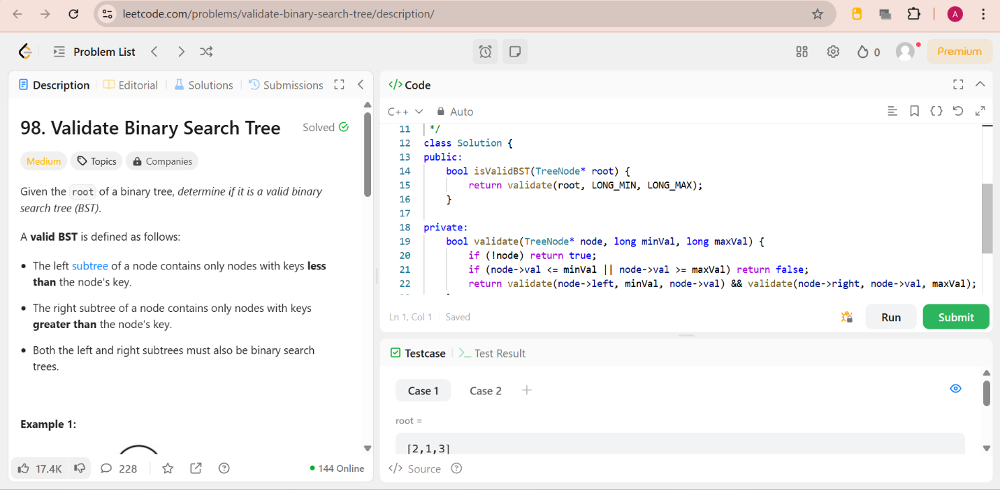 leetcode.com/problems/validate-binary-search-tree/description/
A
Problem List
0
Premium
Description
Editorial
Solutions
Submissions
98. Validate Binary Search Tree
Solved
Medium
Topics
Companies
Given the root of a binary tree, determine if it is a valid binary
search tree (BST).
A valid BST is defined as follows:
• The left subtree of a node contains only nodes with keys less
than the node's key.
• The right subtree of a node contains only nodes with keys
greater than the node's key.
• Both the left and right subtrees must also be binary search
trees.
Example 1:
17.4K
228
144 Online
</> Code
C++
Auto
11 */
12 class Solution {
13 public:
14 bool isValidBST(TreeNode* root) {
15 return validate(root, LONG_MIN, LONG_MAX);
16 }
17
18 private:
19 bool validate(TreeNode* node, long minVal, long maxVal) {
20 if (!node) return true;
21 if (node->val <= minVal || node->val >= maxVal) return false;
22 return validate(node->left, minVal, node->val) && validate(node->right, node->val, maxVal);
Ln 1, Col 1
Saved
Run
Submit
Testcase
>_ Test Result
Case 1
Case 2
+
root =
[2,1,3]
</> Source